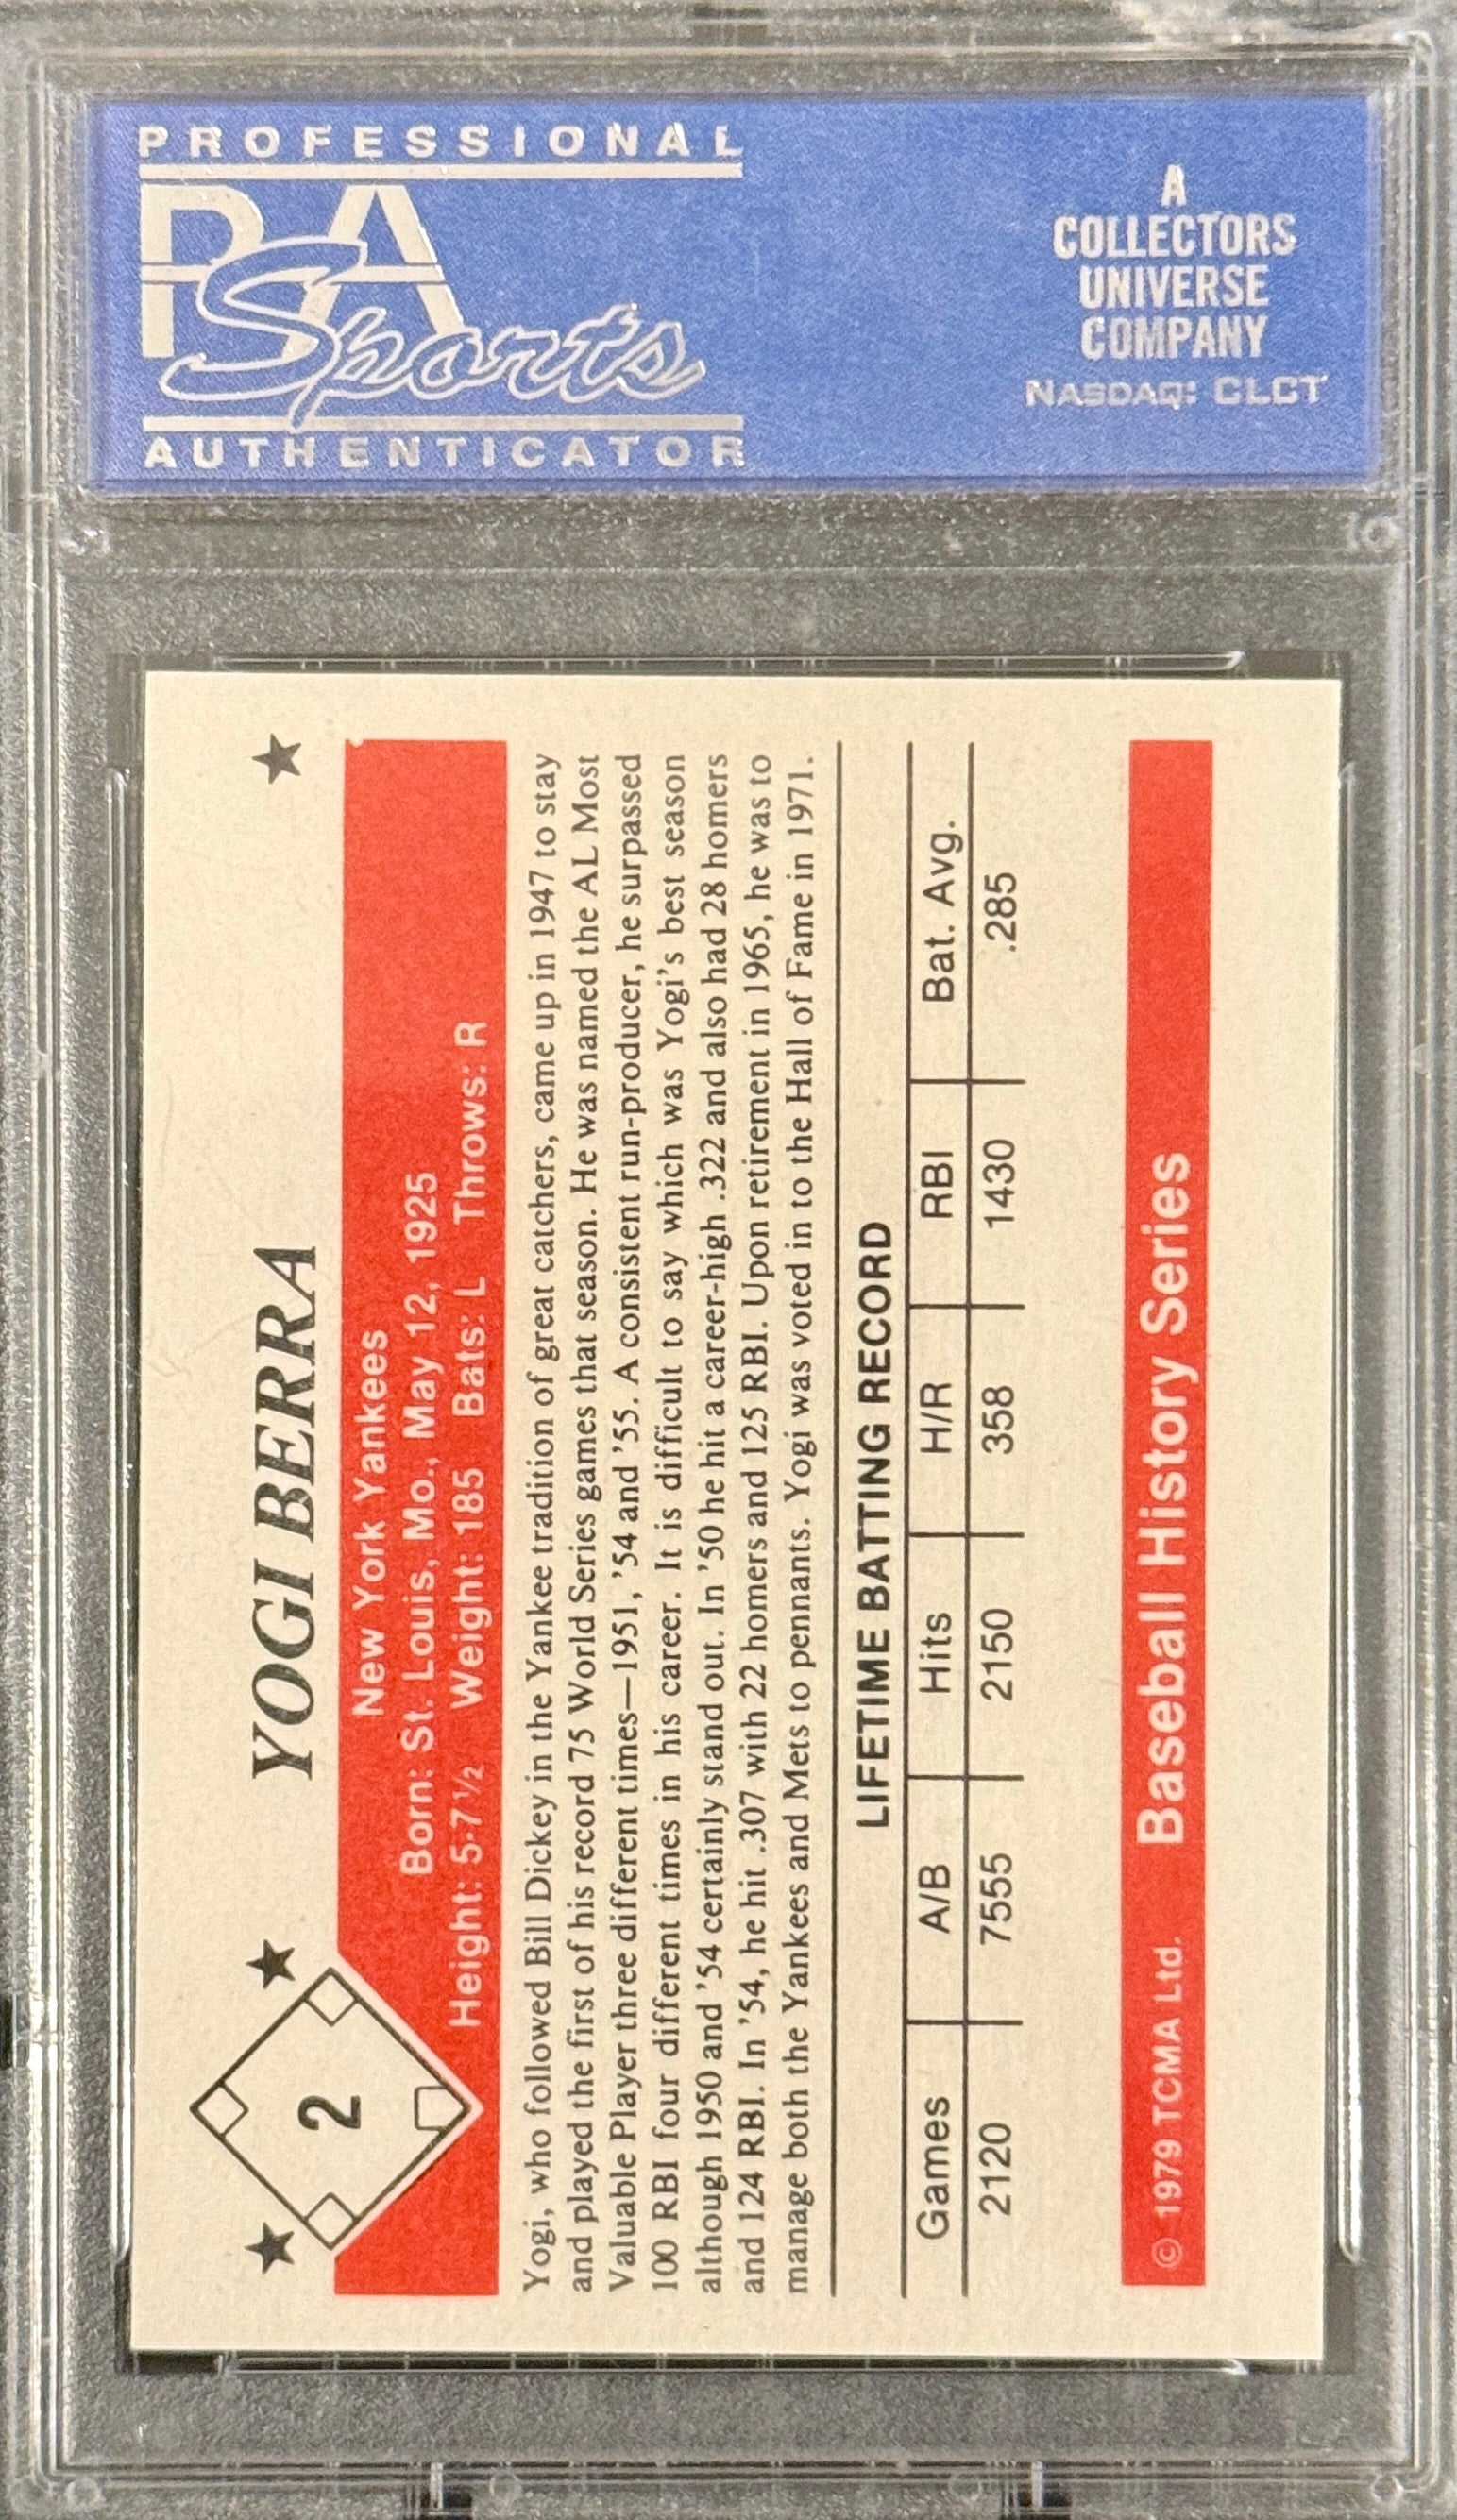 PROFESSIONAL
PSA
Sports
AUTHENTICATOR
A
COLLECTORS
UNIVERSE
COMPANY
NASDAQ: CLCT
2
YOGI BERRA
New York Yankees
Born: St. Louis, Mo., May 12, 1925
Height: 5-7½ Weight: 185 Bats: L Throws: R
Yogi, who followed Bill Dickey in the Yankee tradition of great catchers, came up in 1947 to stay
and played the first of his record 75 World Series games that season. He was named the AL Most
Valuable Player three different times—1951, '54 and '55. A consistent run-producer, he surpassed
100 RBI four different times in his career. It is difficult to say which was Yogi's best season
although 1950 and '54 certainly stand out. In '50 he hit a career-high .322 and also had 28 homers
and 124 RBI. In '54, he hit .307 with 22 homers and 125 RBI. Upon retirement in 1965, he was to
manage both the Yankees and Mets to pennants. Yogi was voted in to the Hall of Fame in 1971.
LIFETIME BATTING RECORD
Games A/B Hits H/R RBI Bat. Avg.
2120 7555 2150 358 1430 .285
© 1979 TCMA Ltd. Baseball History Series